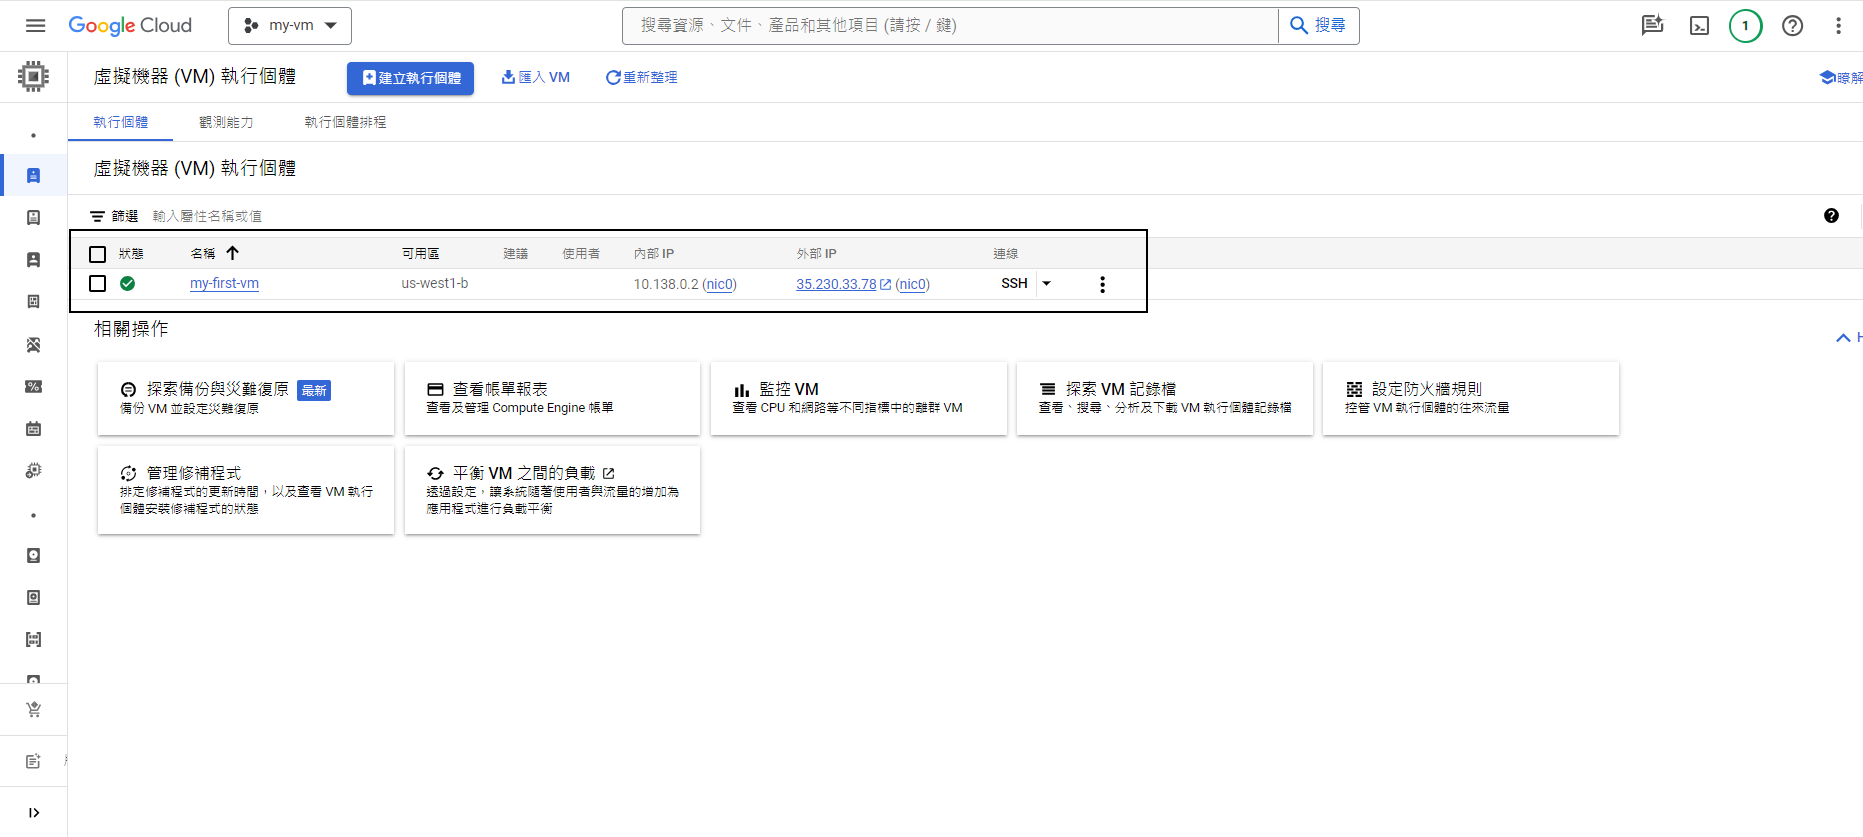 Google Cloud
my-vm
搜尋資源、文件、產品和其他項目 (請按 / 鍵)
搜尋
1
虛擬機器 (VM) 執行個體
建立執行個體
匯入 VM
重新整理
瞭解
執行個體
觀測能力
執行個體排程
虛擬機器 (VM) 執行個體
篩選 輸入屬性名稱或值
狀態 名稱 可用區 建議 使用者 內部 IP 外部 IP 連線
my-first-vm us-west1-b 10.138.0.2 (nic0) 35.230.33.78 (nic0) SSH
相關操作
探索備份與災難復原 最新
備份 VM 並設定災難復原
查看帳單報表
查看及管理 Compute Engine 帳單
監控 VM
查看 CPU 和網路等不同指標中的離群 VM
探索 VM 記錄檔
查看、搜尋、分析及下載 VM 執行個體記錄檔
設定防火牆規則
控管 VM 執行個體的往來流量
管理修補程式
排定修補程式的更新時間，以及查看 VM 執行
個體安裝修補程式的狀態
平衡 VM 之間的負載
透過設定，讓系統隨著使用者與流量的增加為
應用程式進行負載平衡